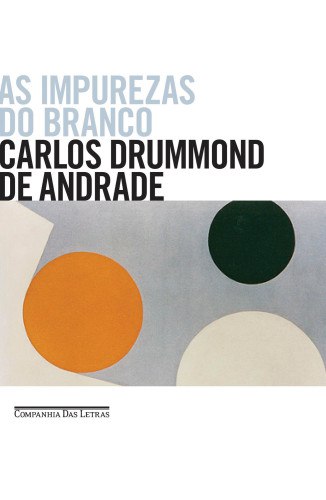 AS IMPUREZAS
DO BRANCO
CARLOS DRUMMOND
DE ANDRADE
COMPANHIA DAS LETRAS